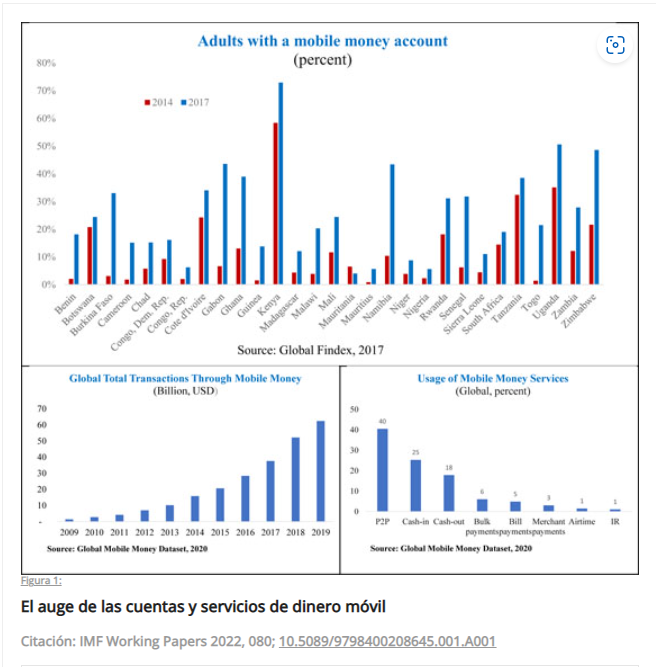 Adults with a mobile money account
(percent)
80%
70%
60%
50%
40%
30%
20%
10%
0%
2014 2017
Benin
Botswana
Burkina Faso
Cameroon
Chad
Congo, Dem. Rep.
Congo, Rep.
Cote d'Ivoire
Gabon
Ghana
Guinea
Kenya
Madagascar
Malawi
Mali
Mauritania
Mauritius
Namibia
Niger
Nigeria
Rwanda
Senegal
Sierra Leone
South Africa
Tanzania
Togo
Uganda
Zambia
Zimbabwe
Source: Global Findex, 2017
Global Total Transactions Through Mobile Money
(Billion, USD)
70
60
50
40
30
20
10
-
2009 2010 2011 2012 2013 2014 2015 2016 2017 2018 2019
Source: Global Mobile Money Dataset, 2020
Usage of Mobile Money Services
(Global, percent)
50
40
30
20
10
0
40
25
18
6
5
3
1
1
P2P Cash-in Cash-out Bulk Bill Merchant Airtime IR
payments payments payments
Source: Global Mobile Money Dataset, 2020
Figura 1:
El auge de las cuentas y servicios de dinero móvil
Citación: IMF Working Papers 2022, 080; 10.5089/9798400208645.001.A001